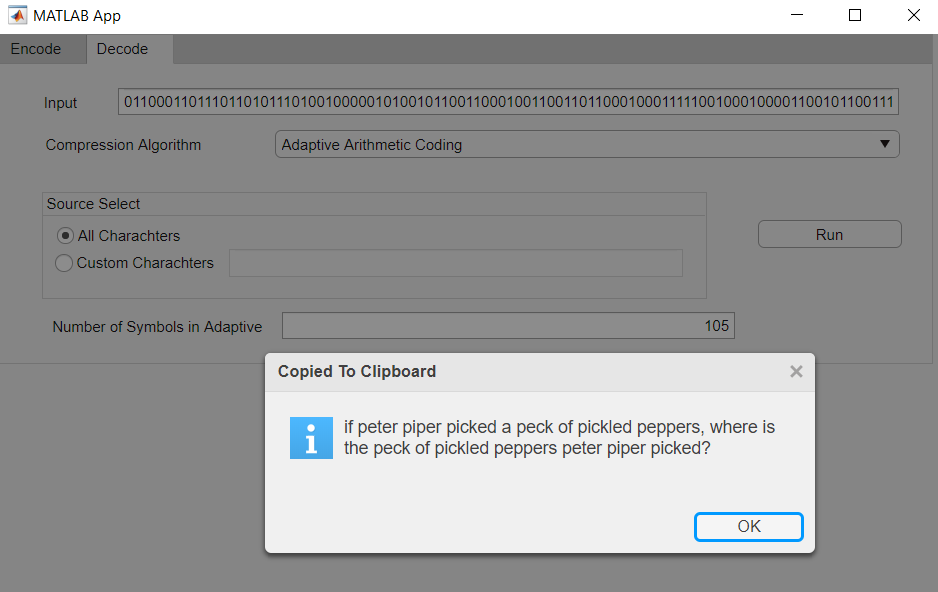 MATLAB App
Encode
Decode
Input
01100011011101101011101001000001010010110011000100110011011000100011111001000100001100101100111
Compression Algorithm
Adaptive Arithmetic Coding
Source Select
All Charachters
Custom Charachters
Run
Number of Symbols in Adaptive
105
Copied To Clipboard
if peter piper picked a peck of pickled peppers, where is
the peck of pickled peppers peter piper picked?
OK